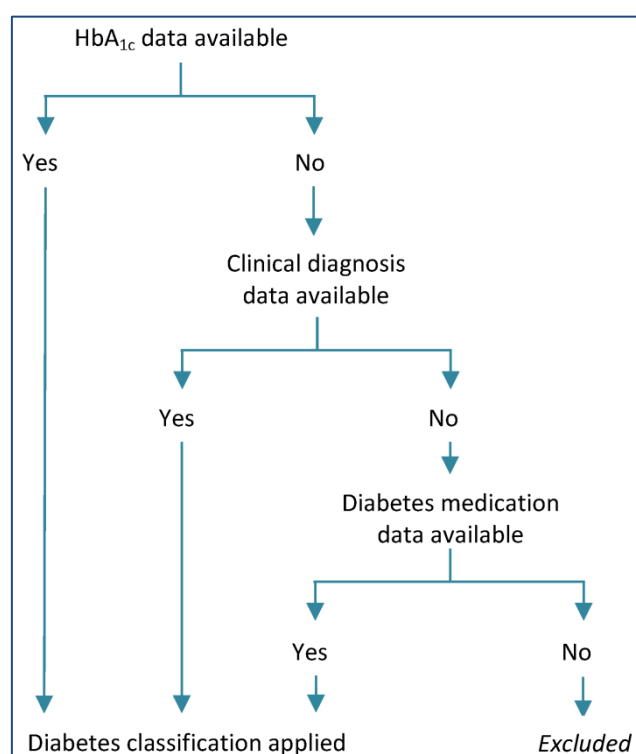 HbA1c data available
Yes
No
Clinical diagnosis
data available
Yes
No
Diabetes medication
data available
Yes
No
Diabetes classification applied
Excluded